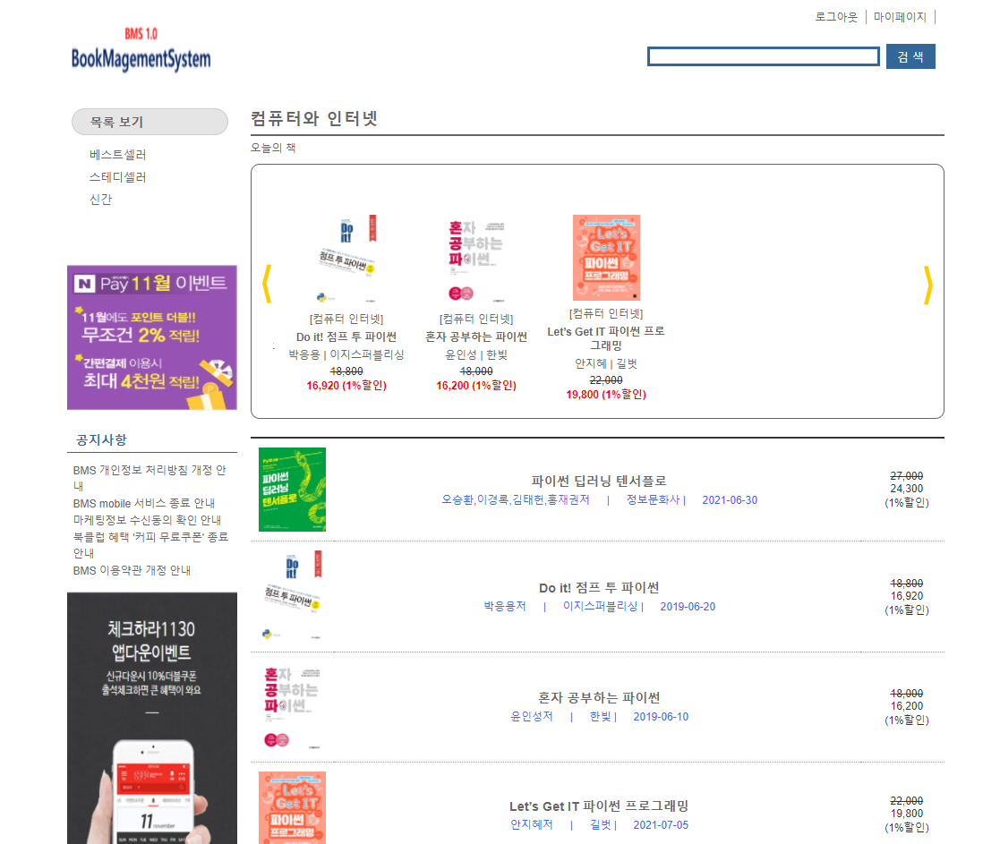 로그아웃 | 마이페이지 |
BMS 1.0
BookMagementSystem
검 색
목록 보기
베스트셀러
스테디셀러
신간
N Pay 11월 이벤트
11월에도 포인트 더블!!
무조건 2% 적립!
간편결제 이용시
최대 4천원 적립!
공지사항
BMS 개인정보 처리방침 개정 안
내
BMS mobile 서비스 종료 안내
마케팅정보 수신동의 확인 안내
북클럽 혜택 '커피 무료쿠폰' 종료
안내
BMS 이용약관 개정 안내
체크하라1130
앱다운이벤트
신규다운시 10%더블쿠폰
출석체크하면 큰 혜택이 와요
11 november
SUN MON TUE WED THU FRI SAT
컴퓨터와 인터넷
오늘의 책
Do it!
점프 투 파이썬
[컴퓨터 인터넷]
Do it! 점프 투 파이썬
박응용 | 이지스퍼블리싱
18,800
16,920 (1%할인)
혼자
공부하는
파이썬
[컴퓨터 인터넷]
혼자 공부하는 파이썬
윤인성 | 한빛
18,000
16,200 (1%할인)
Let's
Get IT
파이썬
프로그래밍
[컴퓨터 인터넷]
Let's Get IT 파이썬 프로
그래밍
안지혜 | 길벗
22,000
19,800 (1%할인)
Python
파이썬
딥러닝
텐서플로
파이썬 딥러닝 텐서플로
오승환,이경록,김태헌,홍재권저 | 정보문화사 | 2021-06-30
27,000
24,300
(1%할인)
Do it!
점프 투 파이썬
Do it! 점프 투 파이썬
박응용저 | 이지스퍼블리싱 | 2019-06-20
18,800
16,920
(1%할인)
혼자
공부하는
파이썬
혼자 공부하는 파이썬
윤인성저 | 한빛 | 2019-06-10
18,000
16,200
(1%할인)
Let's
Get IT
파이썬
프로그래밍
Let's Get IT 파이썬 프로그래밍
안지혜저 | 길벗 | 2021-07-05
22,000
19,800
(1%할인)